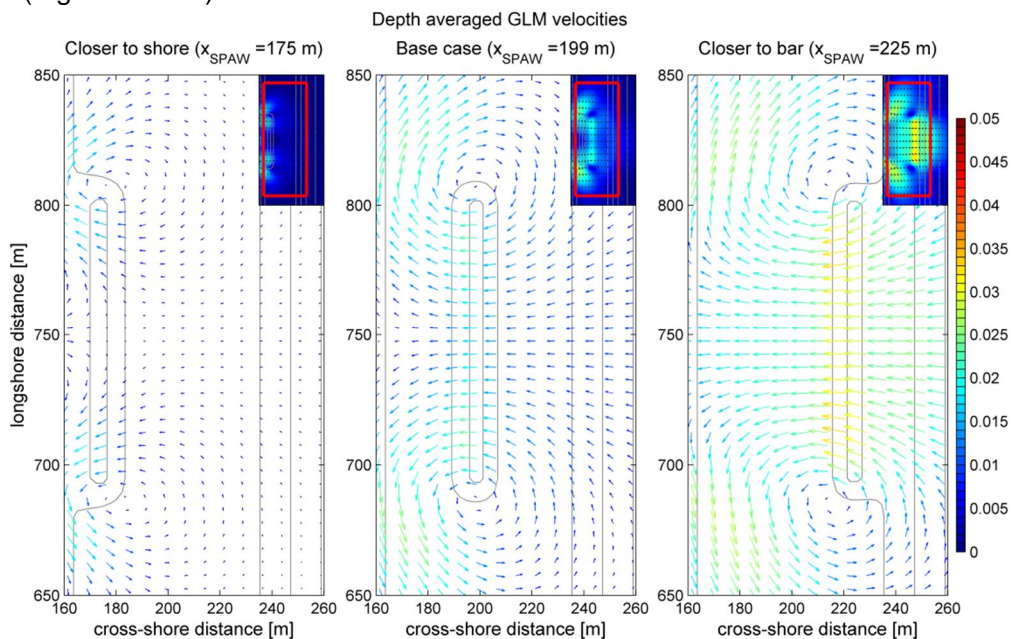 Depth averaged GLM velocities
Closer to shore (x_SPAW =175 m)
Base case (x_SPAW =199 m)
Closer to bar (x_SPAW =225 m)
850
800
750
700
650
longshore distance [m]
160 180 200 220 240 260
cross-shore distance [m]
850
800
750
700
650
160 180 200 220 240 260
cross-shore distance [m]
850
800
750
700
650
160 180 200 220 240 260
cross-shore distance [m]
0.05
0.045
0.04
0.035
0.03
0.025
0.02
0.015
0.01
0.005
0